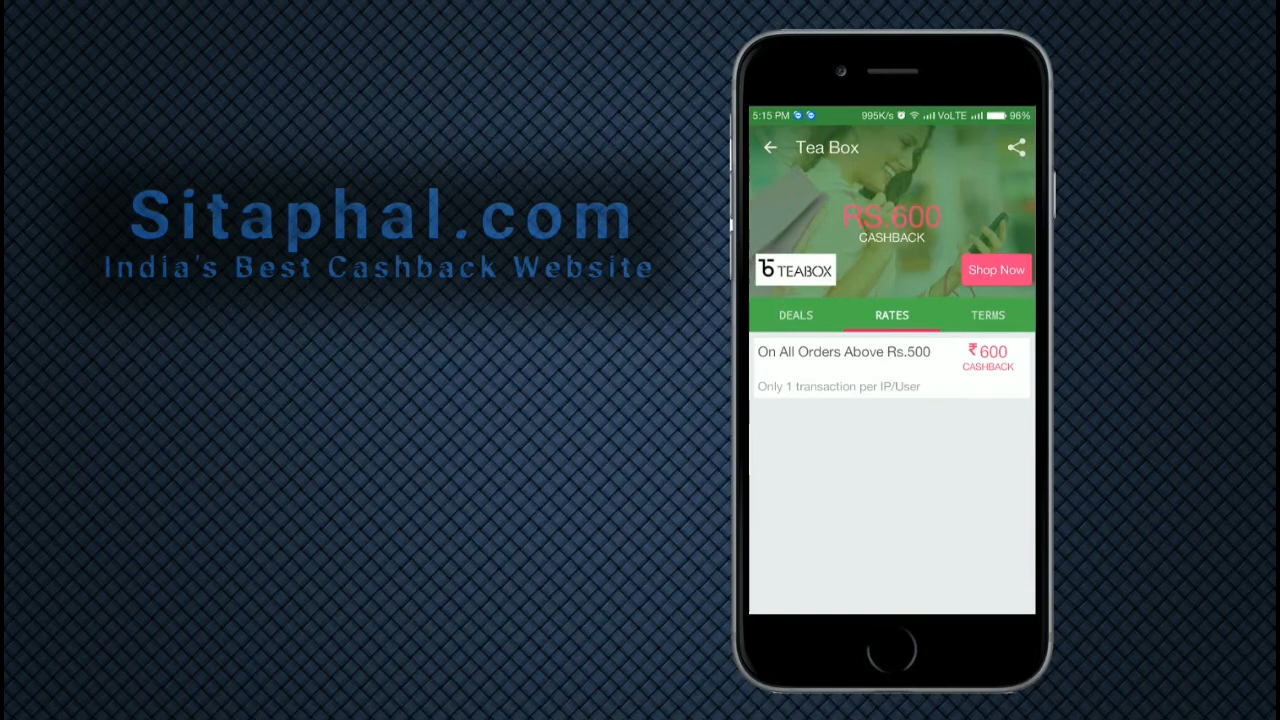 Sitaphal.com
India's Best Cashback Website
5:15 PM 995K/s VoLTE 96%
Tea Box
RS.600
CASHBACK
TEABOX
Shop Now
DEALS RATES TERMS
On All Orders Above Rs.500 ₹600
CASHBACK
Only 1 transaction per IP/User